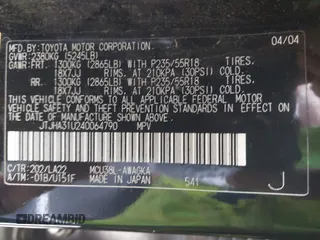 MFD BY:TOYOTA MOTOR CORPORATION. 04/04
GVWR:2380KG (5245LB)
GAWR:FRT. 1300KG (2865LB) WITH P235/55R18 TIRES,
18X7JJ RIMS, AT 210KPA (30PSI) COLD
RR. 1300KG (2865LB) WITH P235/55R18 TIRES,
18X7JJ RIMS, AT 210KPA (30PSI) COLD
THIS VEHICLE CONFORMS TO ALL APPLICABLE FEDERAL
MOTOR VEHICLE SAFETY AND
STANDARDS IN EFFECT ON THE DATE OF
MANUFACTURE SHOWN ABOVE.
JTJHA31U240064790 MPV
C/TR:202/LA22 MCU38L-AWAGKA
A/TM:-01B/U151F MADE IN JAPAN 541 J
DREAMBID